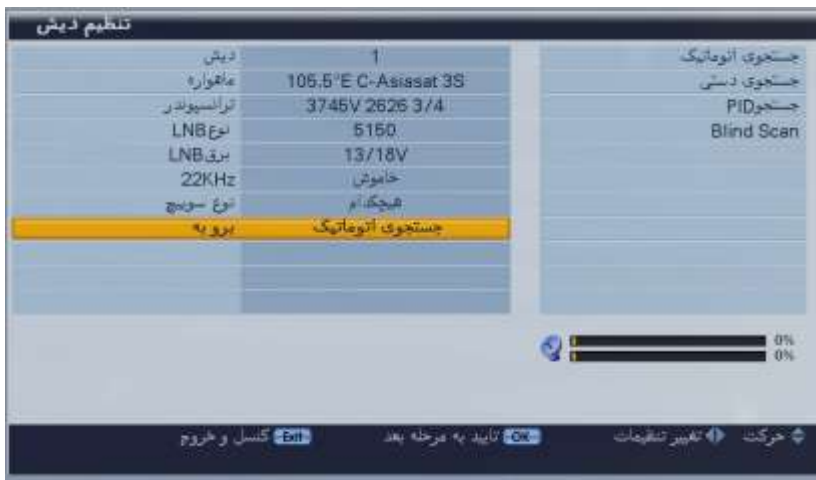 تنظیم دیش
دیش 1
ماهواره 105.5°E C-Asiasat 3S
ترانسپوندر 3745V 2626 3/4
نوع LNB 5150
برق LNB 13/18V
22KHz خاموش
نوع سوییچ هیچکدام
برو به جستجوی اتوماتیک
جستجوی اتوماتیک
جستجوی دستی
جستجوPID
Blind Scan
0%
0%
حرکت تغییر تنظیمات OK تایید به مرحله بعد Exit کنسل و خروج